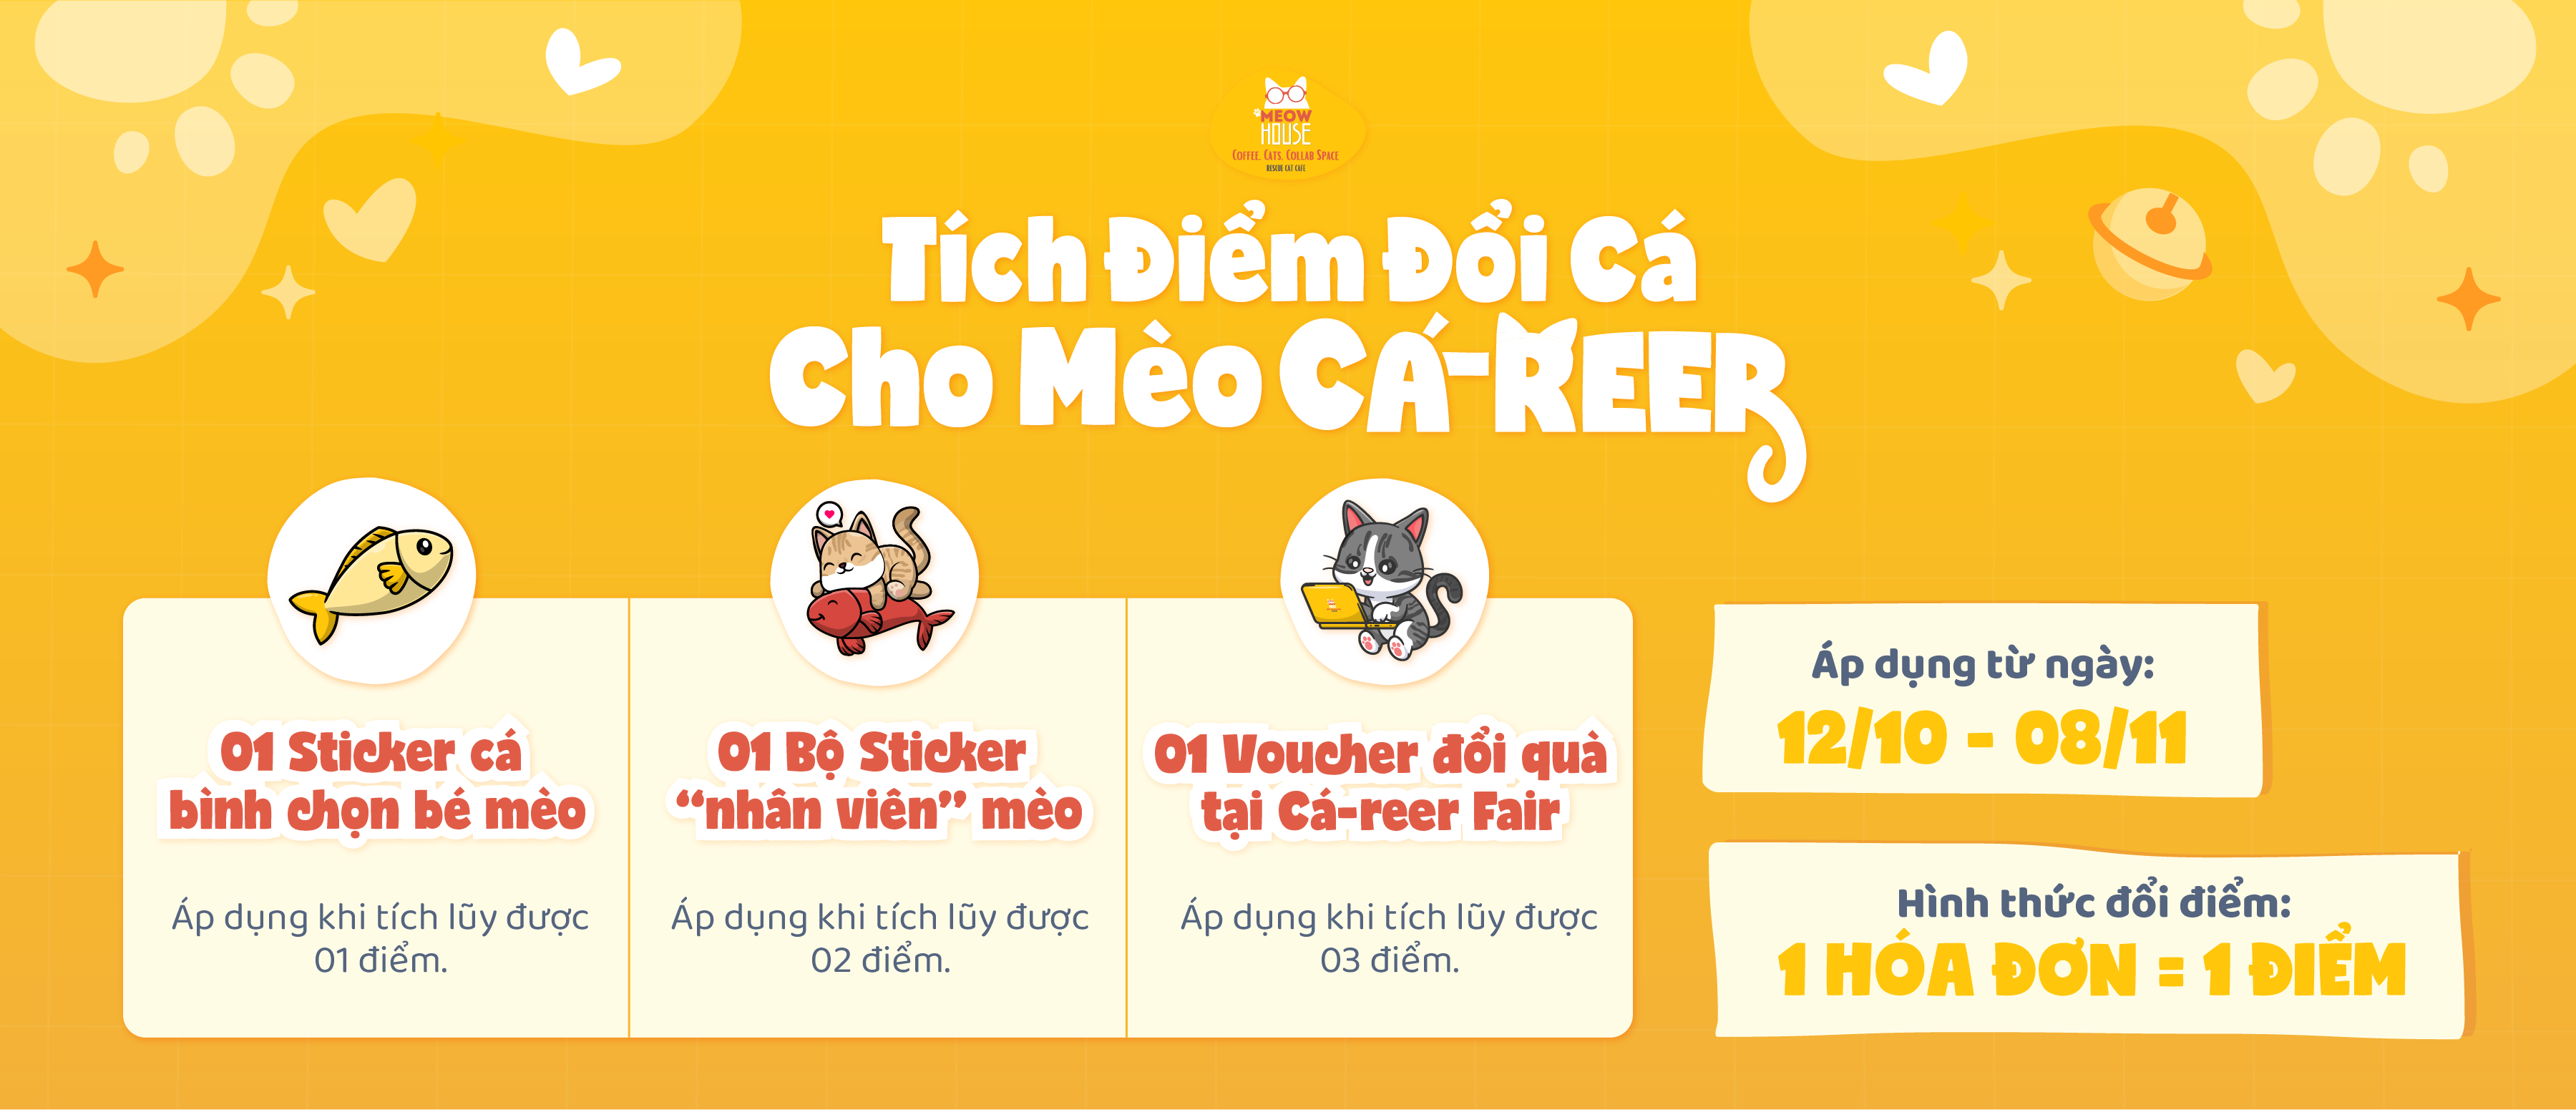 MEOW
HOUSE
COFFEE. CATS. COLLAB SPACE
RESCUE CAT CAFE
Tích Điểm Đổi Cá
Cho Mèo CÁ-REER
01 Sticker cá
bình chọn bé mèo
Áp dụng khi tích lũy được
01 điểm.
01 Bộ Sticker
“nhân viên” mèo
Áp dụng khi tích lũy được
02 điểm.
01 Voucher đổi quà
tại Cá-reer Fair
Áp dụng khi tích lũy được
03 điểm.
Áp dụng từ ngày:
12/10 - 08/11
Hình thức đổi điểm:
1 HÓA ĐƠN = 1 ĐIỂM